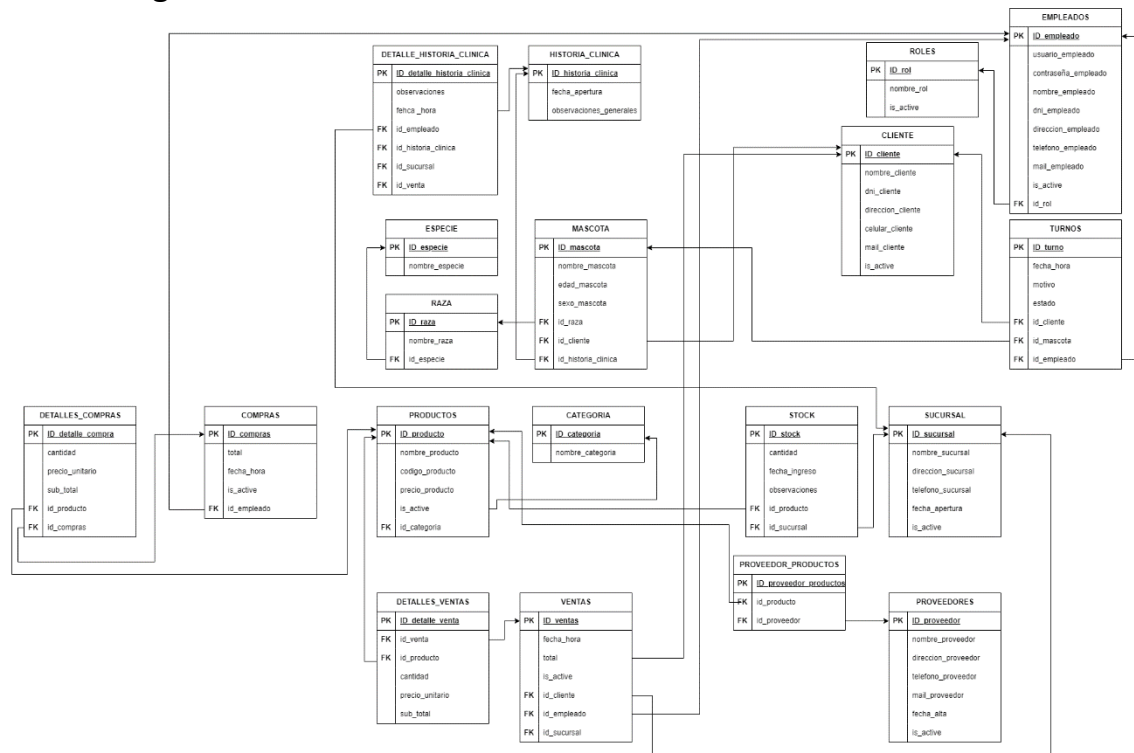 EMPLEADOS
PK ID_empleado
usuario_empleado
contraseña_empleado
nombre_empleado
dni_empleado
direccion_empleado
telefono_empleado
mail_empleado
is_active
FK id_rol
DETALLE_HISTORIA_CLINICA
PK ID_detalle_historia_clinica
observaciones
fehca _hora
FK id_empleado
FK id_historia_clinica
FK id_sucursal
FK id_venta
HISTORIA_CLINICA
PK ID_historia_clinica
fecha_apertura
observaciones_generales
ROLES
PK ID_rol
nombre_rol
is_active
CLIENTE
PK ID_cliente
nombre_cliente
dni_cliente
direccion_cliente
celular_cliente
mail_cliente
is_active
ESPECIE
PK ID_especie
nombre_especie
MASCOTA
PK ID_mascota
nombre_mascota
edad_mascota
sexo_mascota
FK id_raza
FK id_cliente
FK id_historia_clinica
TURNOS
PK ID_turno
fecha_hora
motivo
estado
FK id_cliente
FK id_mascota
FK id_empleado
RAZA
PK ID_raza
nombre_raza
FK id_especie
DETALLES_COMPRAS
PK ID_detalle_compra
cantidad
precio_unitario
sub_total
FK id_producto
FK id_compras
COMPRAS
PK ID_compras
total
fecha_hora
is_active
FK id_empleado
PRODUCTOS
PK ID_producto
nombre_producto
codigo_producto
precio_producto
is_active
FK id_categoria
CATEGORIA
PK ID_categoria
nombre_categoria
STOCK
PK ID_stock
cantidad
fecha_ingreso
observaciones
FK id_producto
FK id_sucursal
SUCURSAL
PK ID_sucursal
nombre_sucursal
direccion_sucursal
telefono_sucursal
fecha_apertura
is_active
PROVEEDOR_PRODUCTOS
PK ID_proveedor_productos
FK id_producto
FK id_proveedor
DETALLES_VENTAS
PK ID_detalle_venta
FK id_venta
FK id_producto
cantidad
precio_unitario
sub_total
VENTAS
PK ID_ventas
fecha_hora
total
is_active
FK id_cliente
FK id_empleado
FK id_sucursal
PROVEEDORES
PK ID_proveedor
nombre_proveedor
direccion_proveedor
telefono_proveedor
mail_proveedor
fecha_alta
is_active